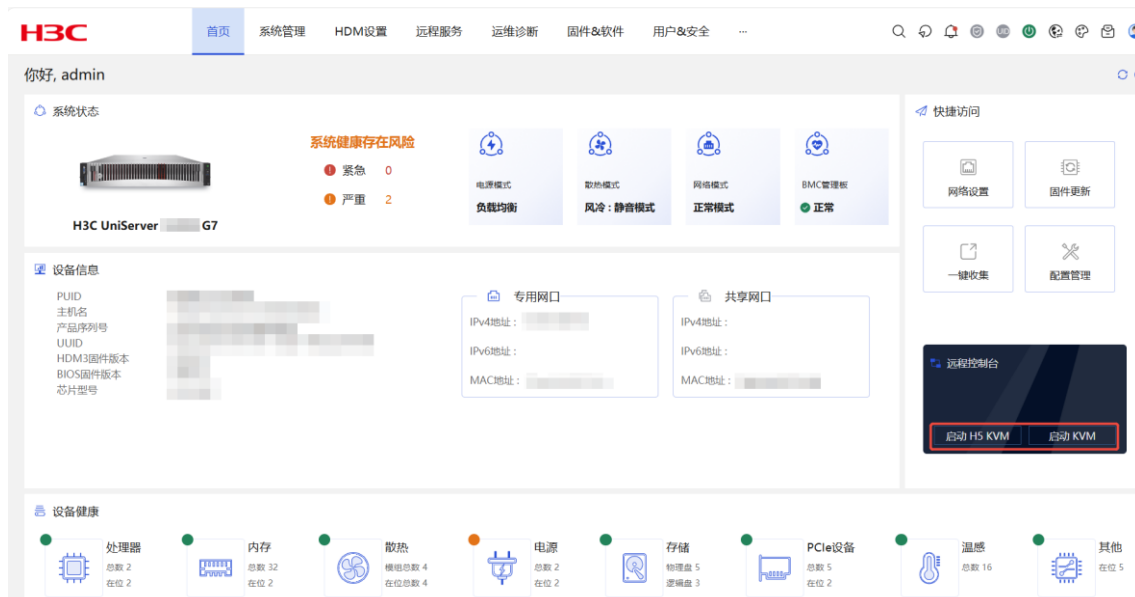 H3C 首页 系统管理 HDM设置 远程服务 运维诊断 固件&软件 用户&安全 ...
你好, admin
系统状态
系统健康存在风险
紧急 0
严重 2
H3C UniServer G7
电源模式
负载均衡
散热模式
风冷：静音模式
网络模式
正常模式
BMC管理板
正常
快捷访问
网络设置
固件更新
一键收集
配置管理
设备信息
PUID
主机名
产品序列号
UUID
HDM3固件版本
BIOS固件版本
芯片型号
专用网口
IPv4地址：
IPv6地址：
MAC地址：
共享网口
IPv4地址：
IPv6地址：
MAC地址：
远程控制台
启动 H5 KVM 启动 KVM
设备健康
处理器
总数 2
在位 2
内存
总数 32
在位 2
散热
模组总数 4
在位总数 4
电源
总数 2
在位 2
存储
物理盘 5
逻辑盘 3
PCIe设备
总数 5
在位 2
温感
总数 16
其他
在位 5